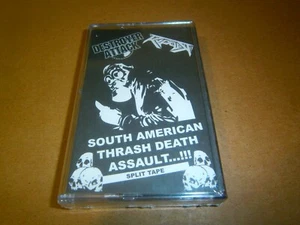 DESTROYER
ATTACK
SOUTH AMERICAN
THRASH DEATH
ASSAULT...!!!
SPLIT TAPE